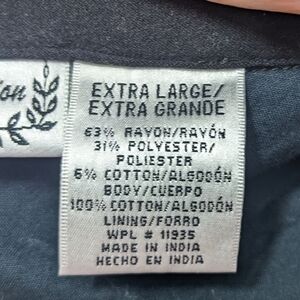 ion
EXTRA LARGE/
EXTRA GRANDE
63% RAYON/RAYÓN
31% POLYESTER/
POLIESTER
6% COTTON/ALGODÓN
BODY/CUERPO
100% COTTON/ALGODÓN
LINING/FORRO
WPL # 11935
MADE IN INDIA
HECHO EN INDIA